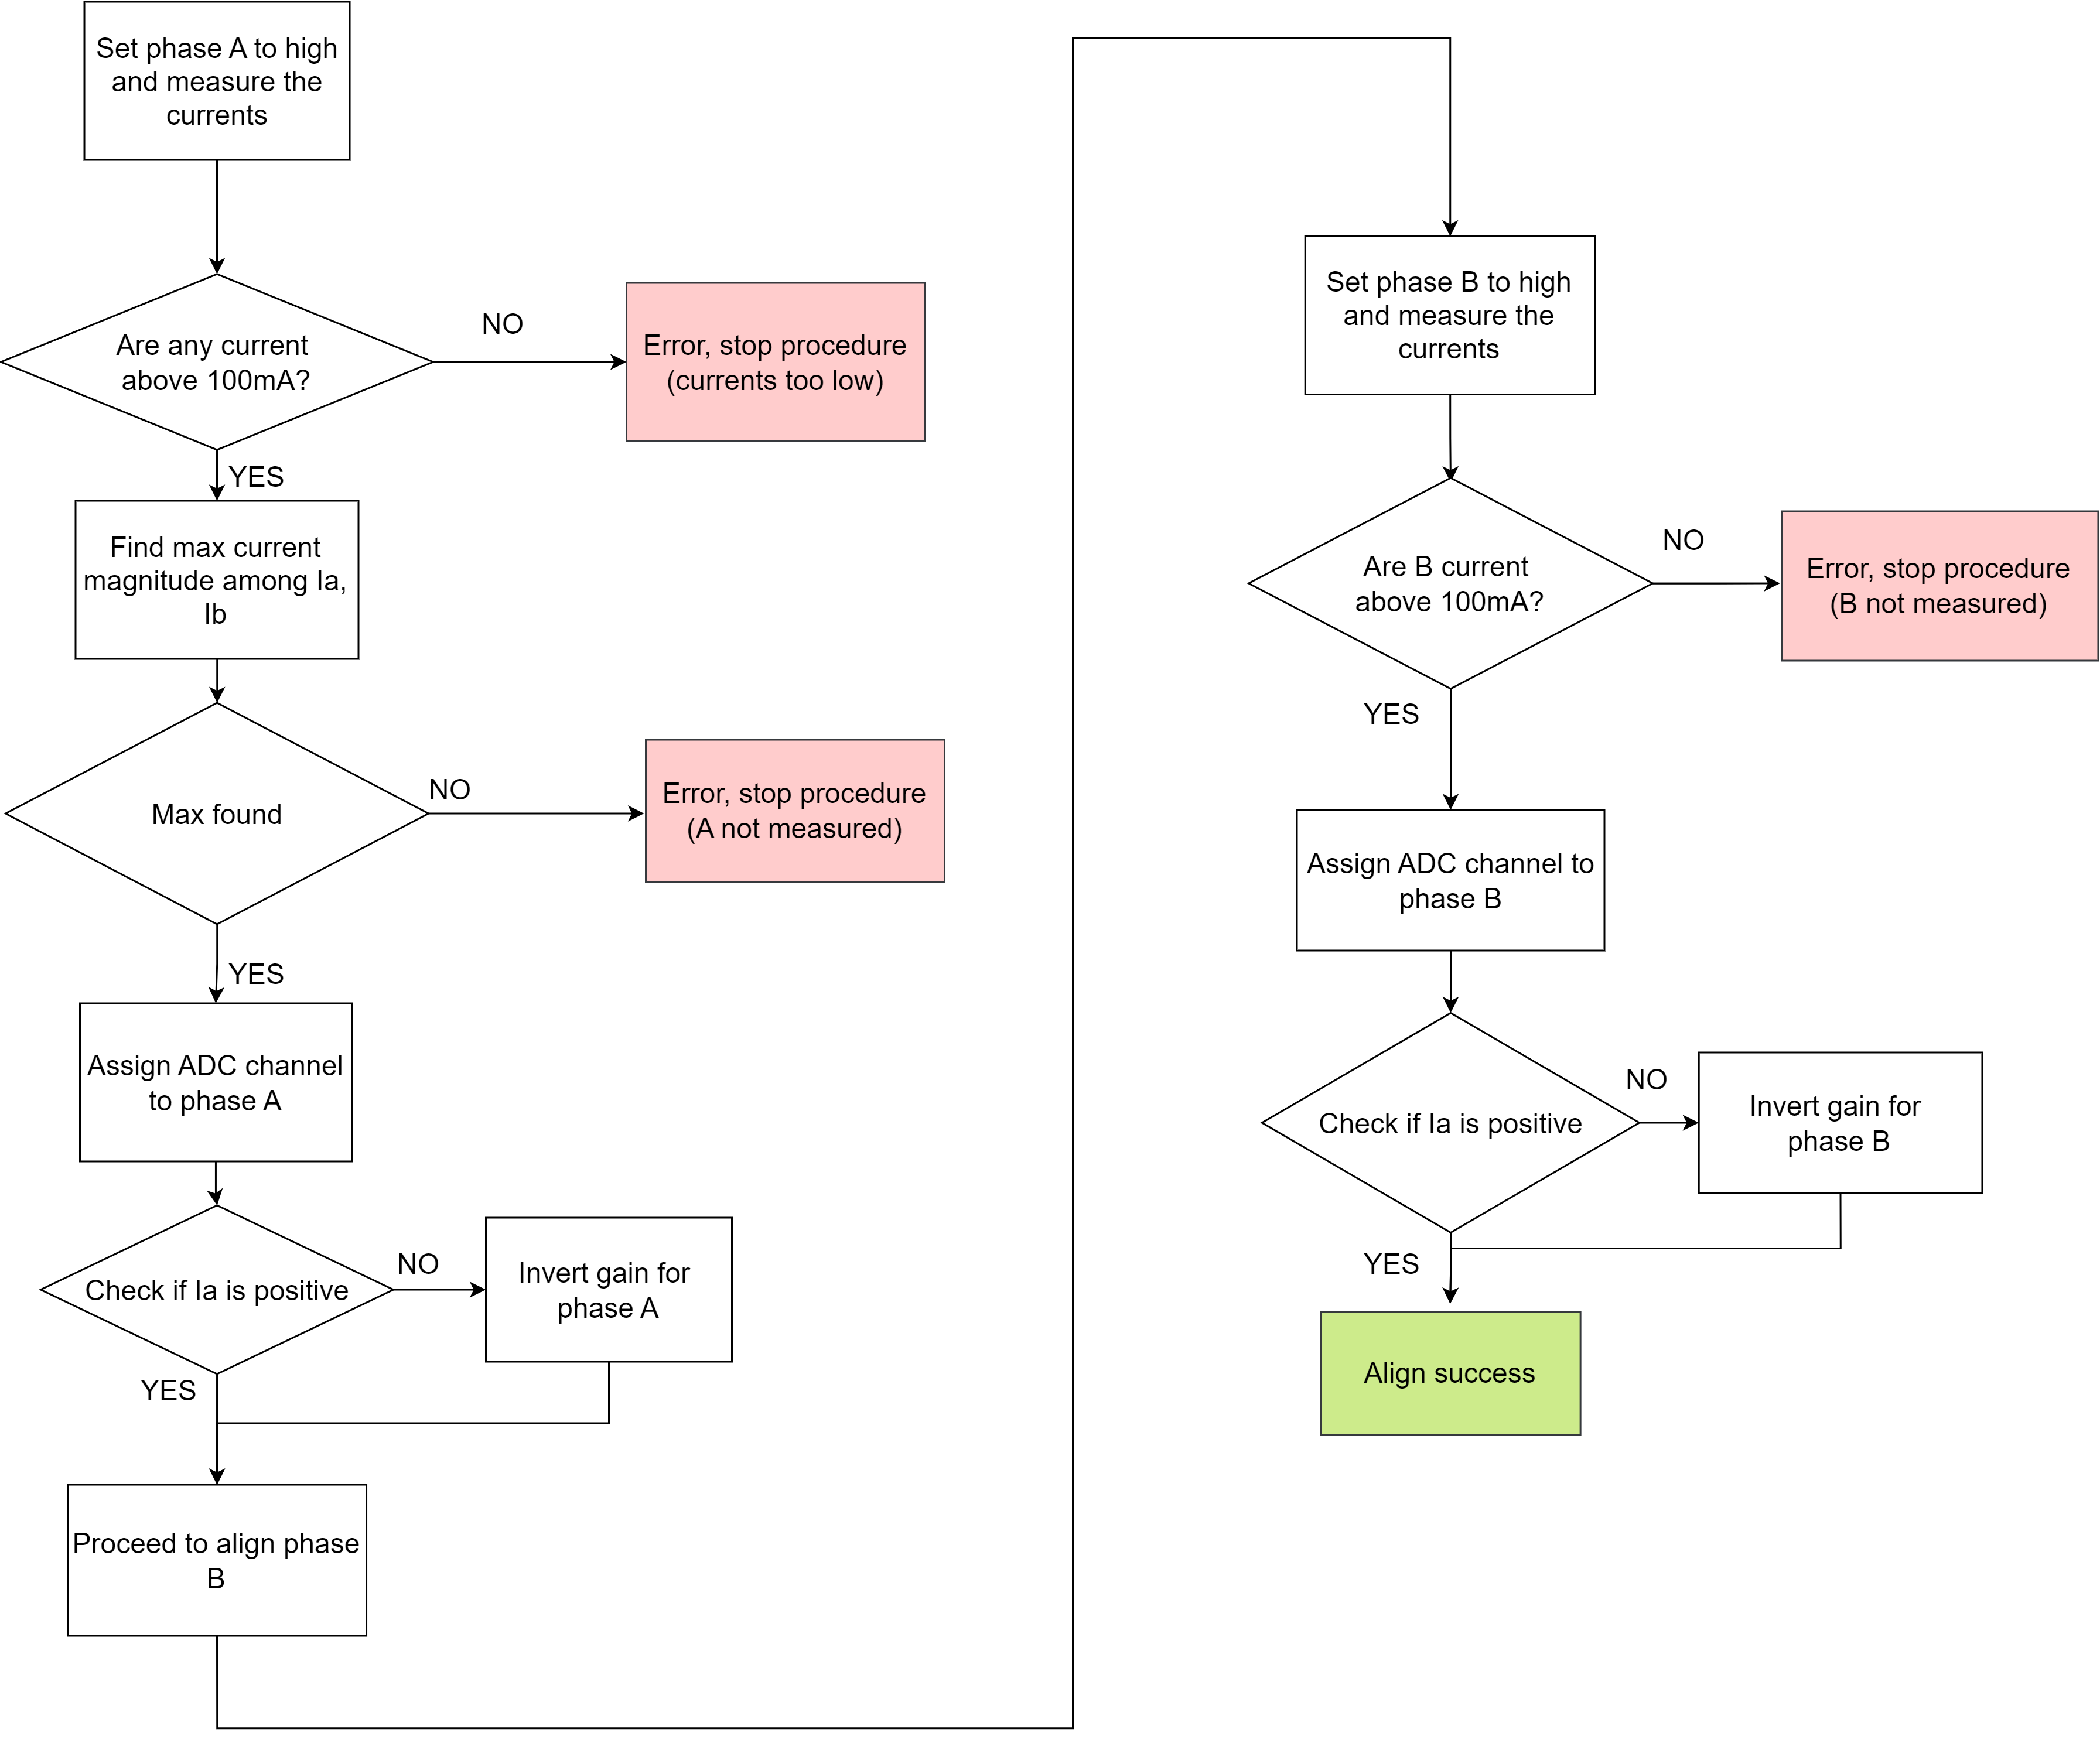 Set phase A to high
and measure the
currents
Are any current
above 100mA?
NO
Error, stop procedure
(currents too low)
YES
Find max current
magnitude among Ia,
Ib
Max found
NO
Error, stop procedure
(A not measured)
YES
Assign ADC channel
to phase A
Check if Ia is positive
NO
Invert gain for
phase A
YES
Proceed to align phase
B
Set phase B to high
and measure the
currents
Are B current
above 100mA?
NO
Error, stop procedure
(B not measured)
YES
Assign ADC channel to
phase B
Check if Ia is positive
NO
Invert gain for
phase B
YES
Align success